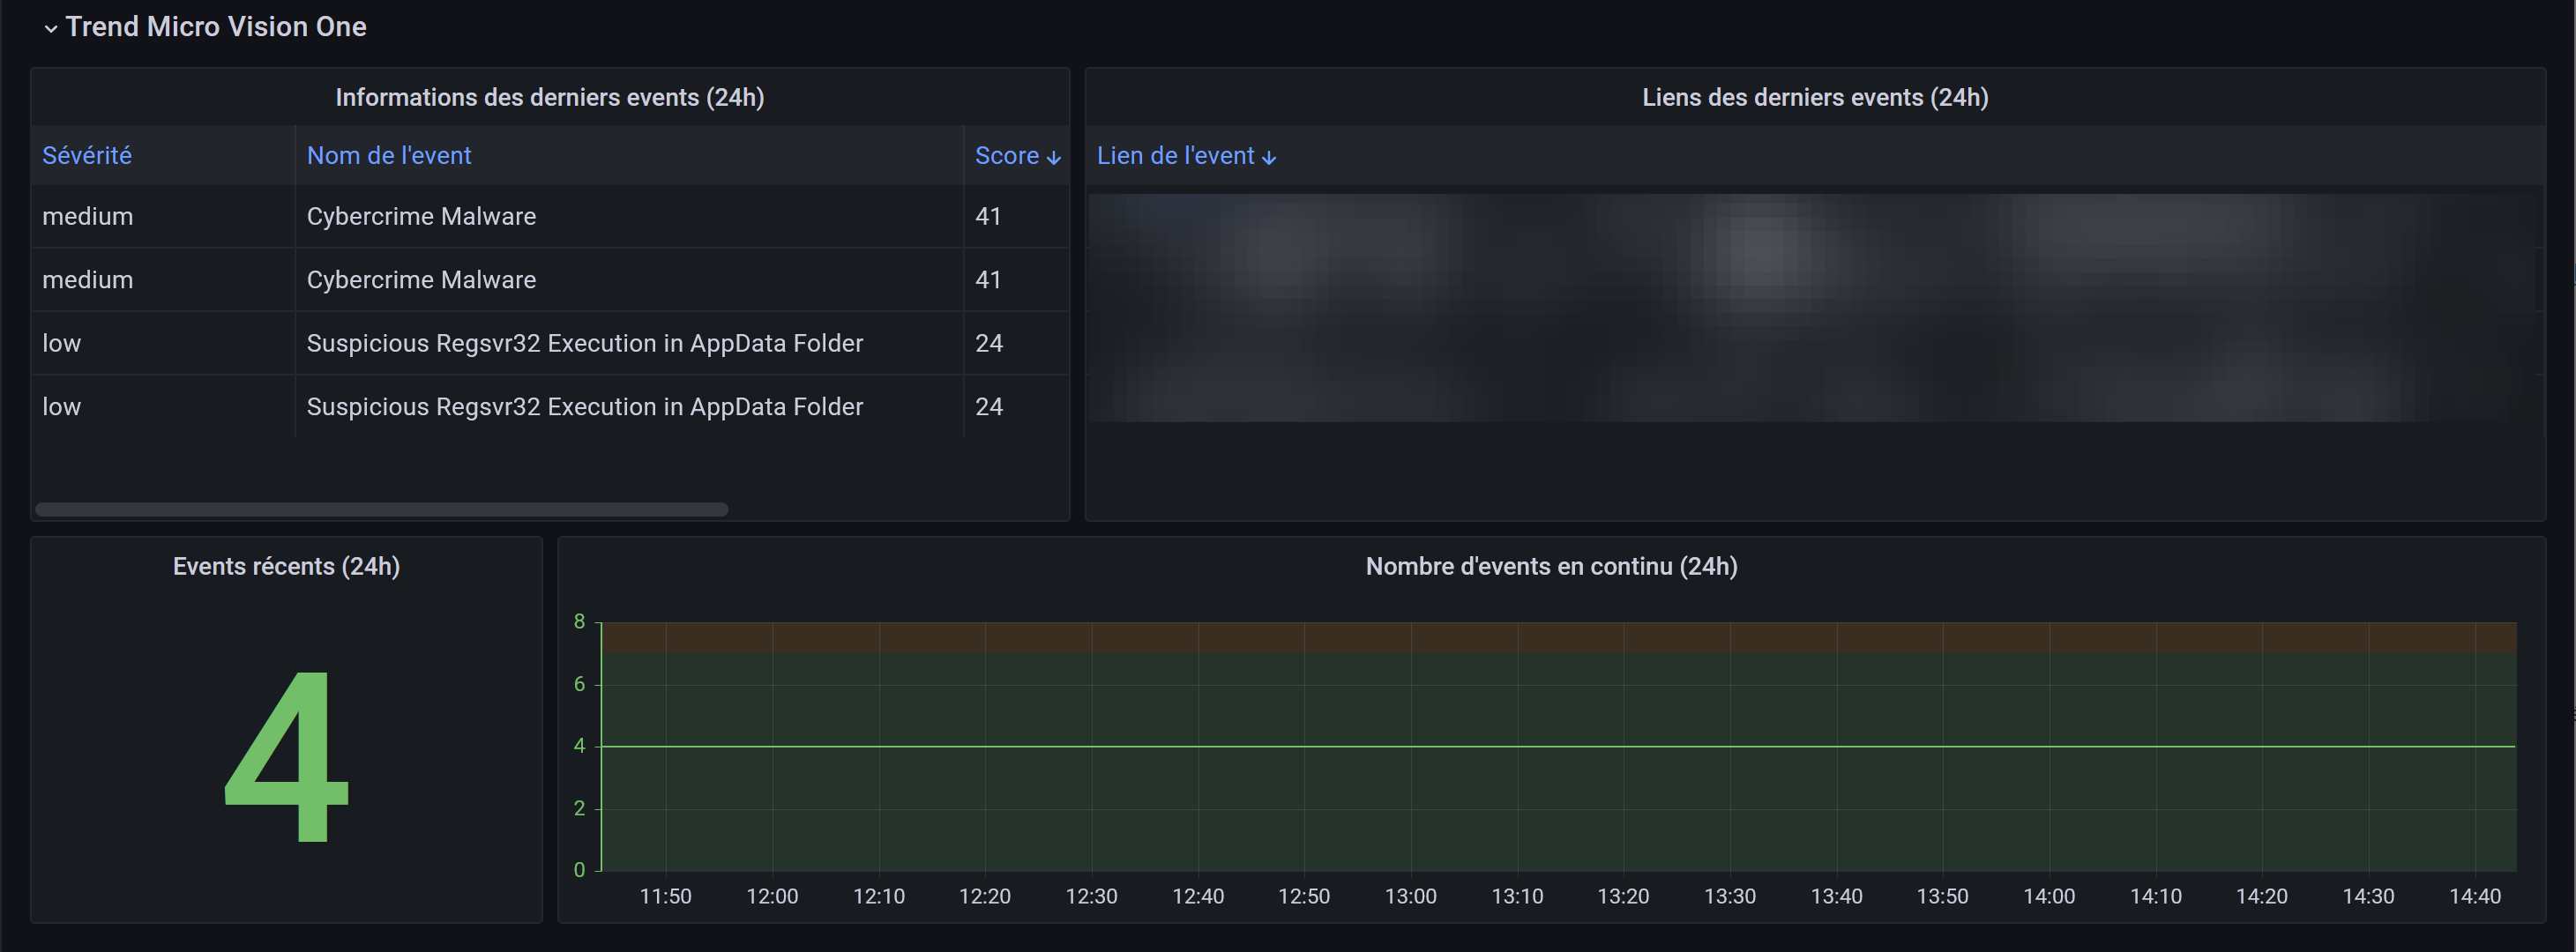 Trend Micro Vision One
Informations des derniers events (24h)
Sévérité Nom de l'event Score
medium Cybercrime Malware 41
medium Cybercrime Malware 41
low Suspicious Regsvr32 Execution in AppData Folder 24
low Suspicious Regsvr32 Execution in AppData Folder 24
Liens des derniers events (24h)
Lien de l'event
Events récents (24h)
4
Nombre d'events en continu (24h)
8
6
4
2
0
11:50 12:00 12:10 12:20 12:30 12:40 12:50 13:00 13:10 13:20 13:30 13:40 13:50 14:00 14:10 14:20 14:30 14:40